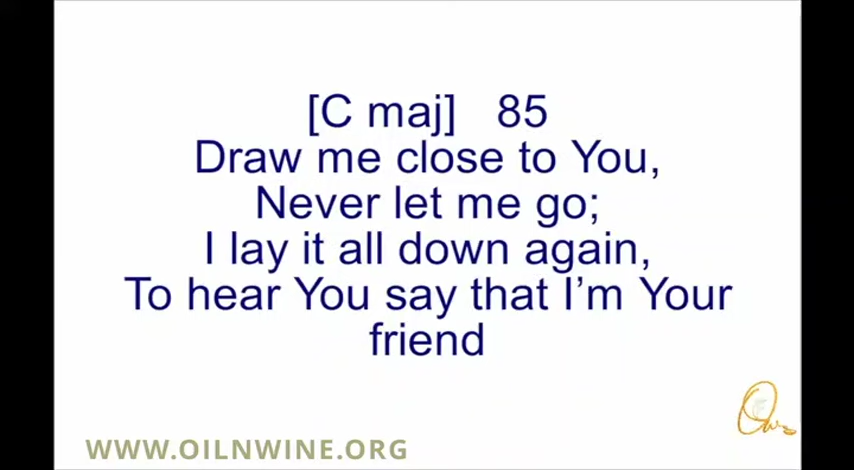 [C maj] 85
Draw me close to You,
Never let me go;
I lay it all down again,
To hear You say that I’m Your
friend
WWW.OILNWINE.ORG